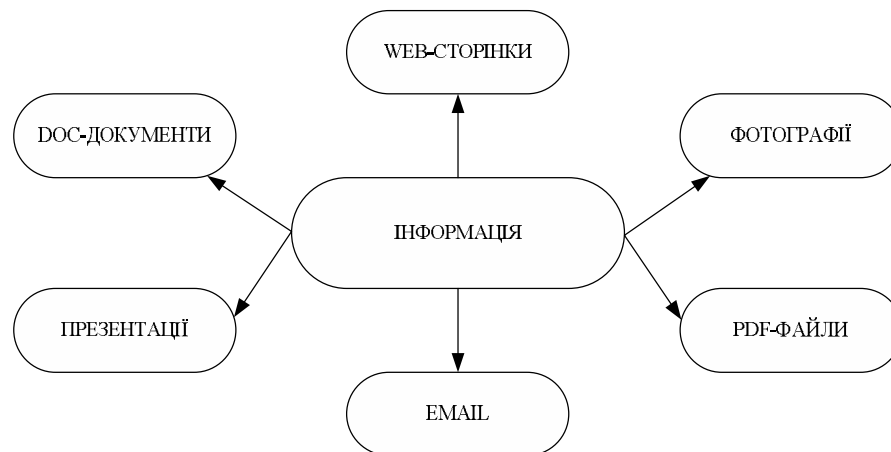 WEB-СТОРІНКИ
DOC-ДОКУМЕНТИ
ФОТОГРАФІЇ
ІНФОРМАЦІЯ
ПРЕЗЕНТАЦІЇ
PDF-ФАЙЛИ
EMAIL